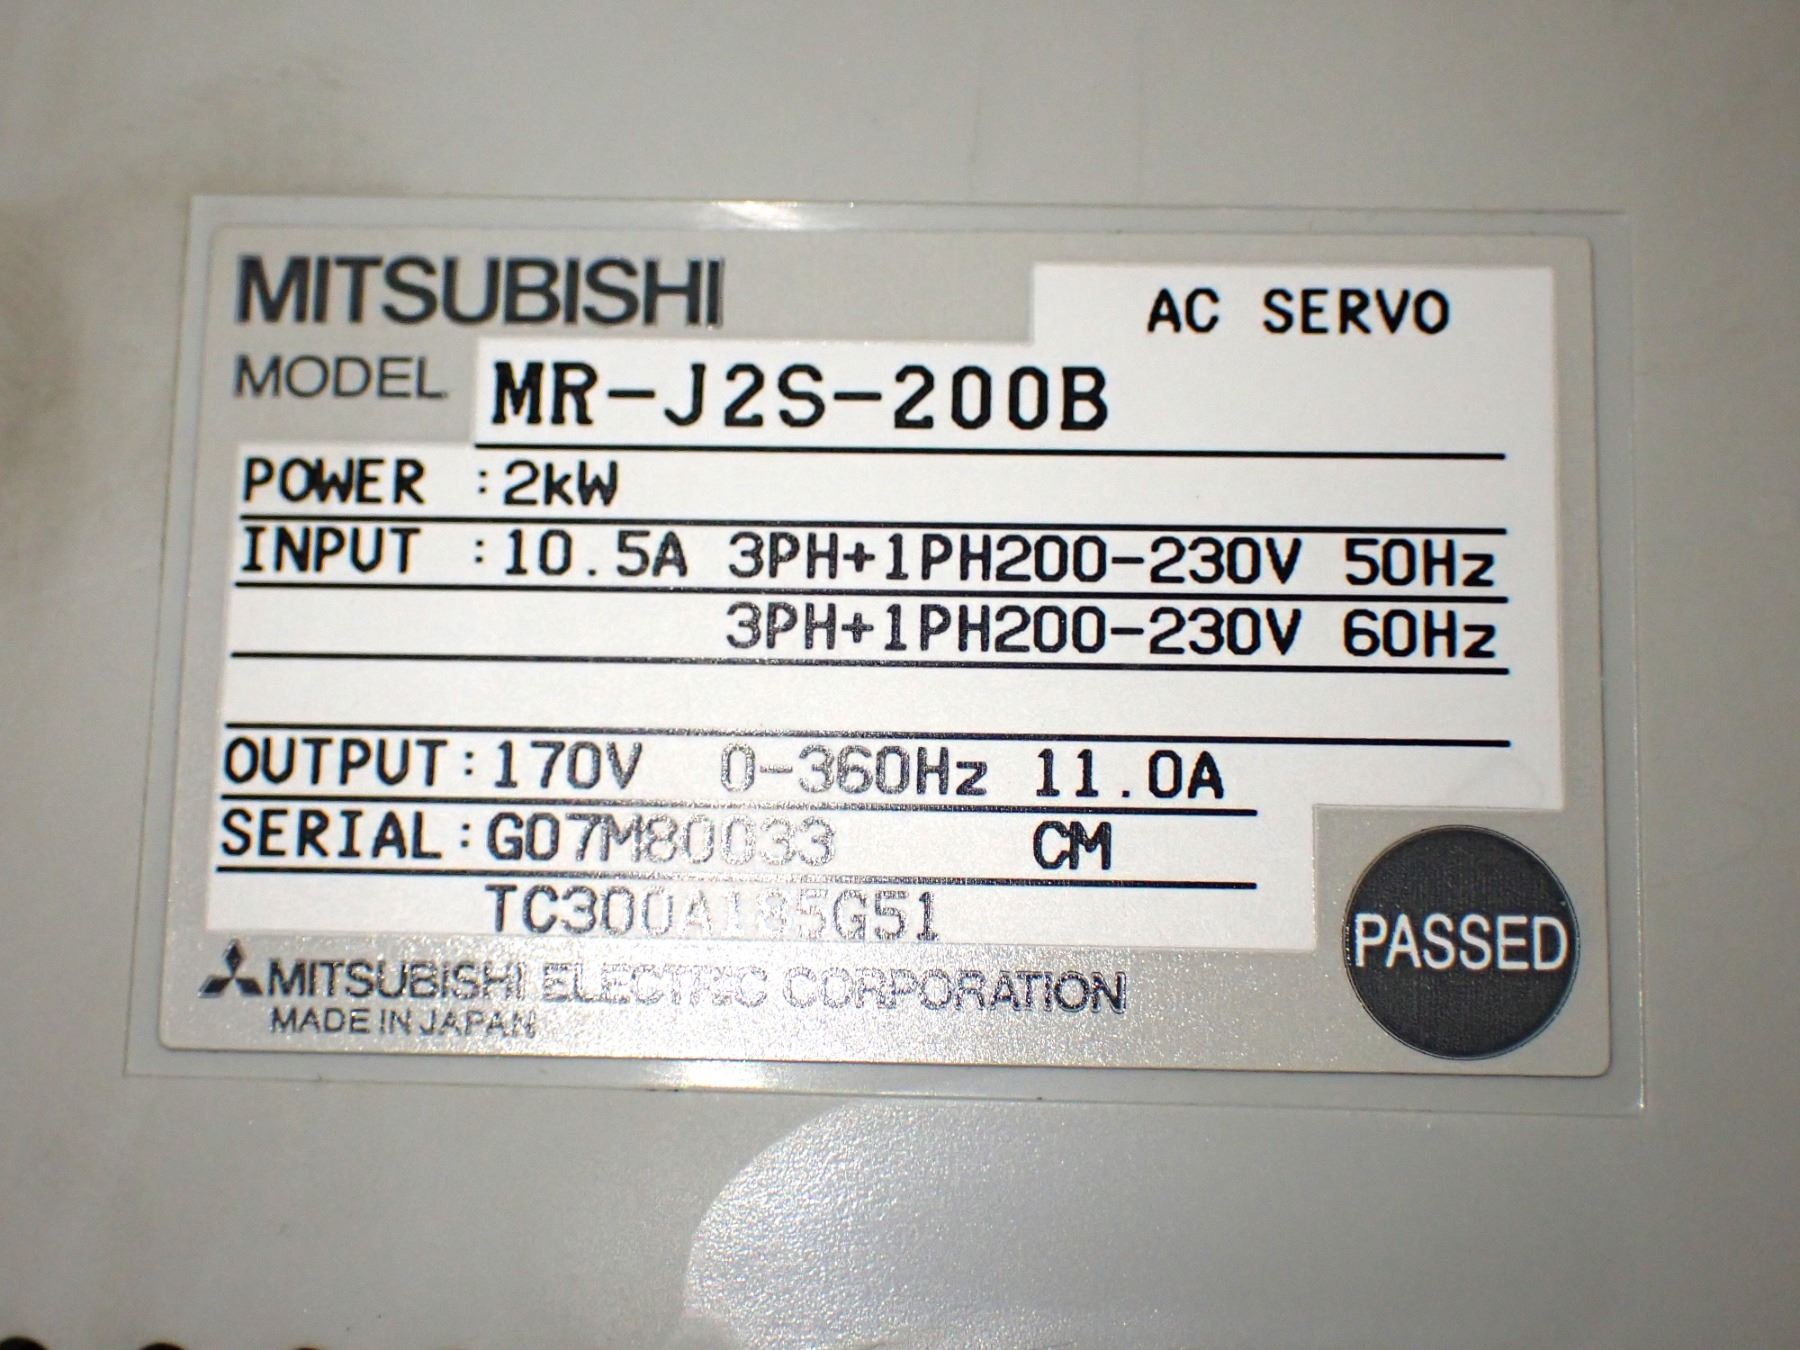 MITSUBISHI
AC SERVO
MODEL MR-J2S-200B
POWER :2kW
INPUT :10.5A 3PH+1PH200-230V 50Hz
3PH+1PH200-230V 60Hz
OUTPUT:170V 0-360Hz 11.0A
SERIAL:G07M80033 CM
TC300A185G51
MITSUBISHI ELECTRIC CORPORATION
MADE IN JAPAN
PASSED